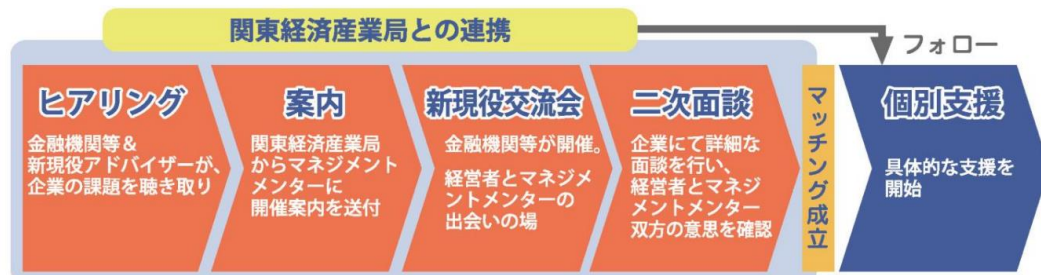 関東経済産業局との連携
フォロー
ヒアリング
金融機関等＆
新現役アドバイザーが、
企業の課題を聴き取り
案内
関東経済産業局
からマネジメント
メンターに
開催案内を送付
新現役交流会
金融機関等が開催。
経営者とマネジメ
ントメンターの
出会いの場
二次面談
企業にて詳細な
面談を行い、
経営者とマネジ
メントメンター
双方の意思を確認
マッチング成立
個別支援
具体的な支援を
開始